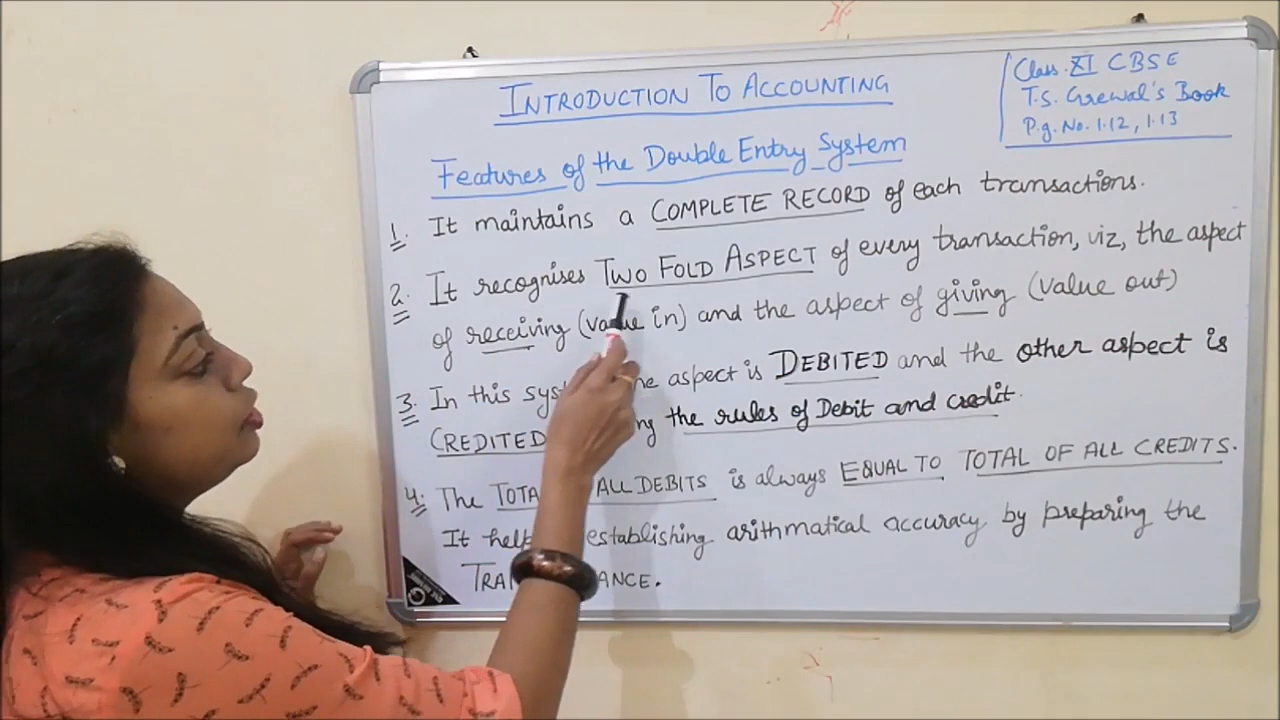 INTRODUCTION TO ACCOUNTING
Class XI CBSE
T.S. Grewal's Book
P.g. No. 1.12, 1.13
Features of the Double Entry System
1. It maintains a COMPLETE RECORD of each transactions.
2. It recognises TWO FOLD ASPECT of every transaction, viz, the aspect
of receiving (value in) and the aspect of giving (value out)
3. In this sys aspect is DEBITED and the other aspect is
CREDITED ng the rules of Debit and credit.
4. The TOTA ALL DEBITS is always EQUAL TO TOTAL OF ALL CREDITS.
It help establishing arithmatical accuracy by preparing the
TRA ANCE.